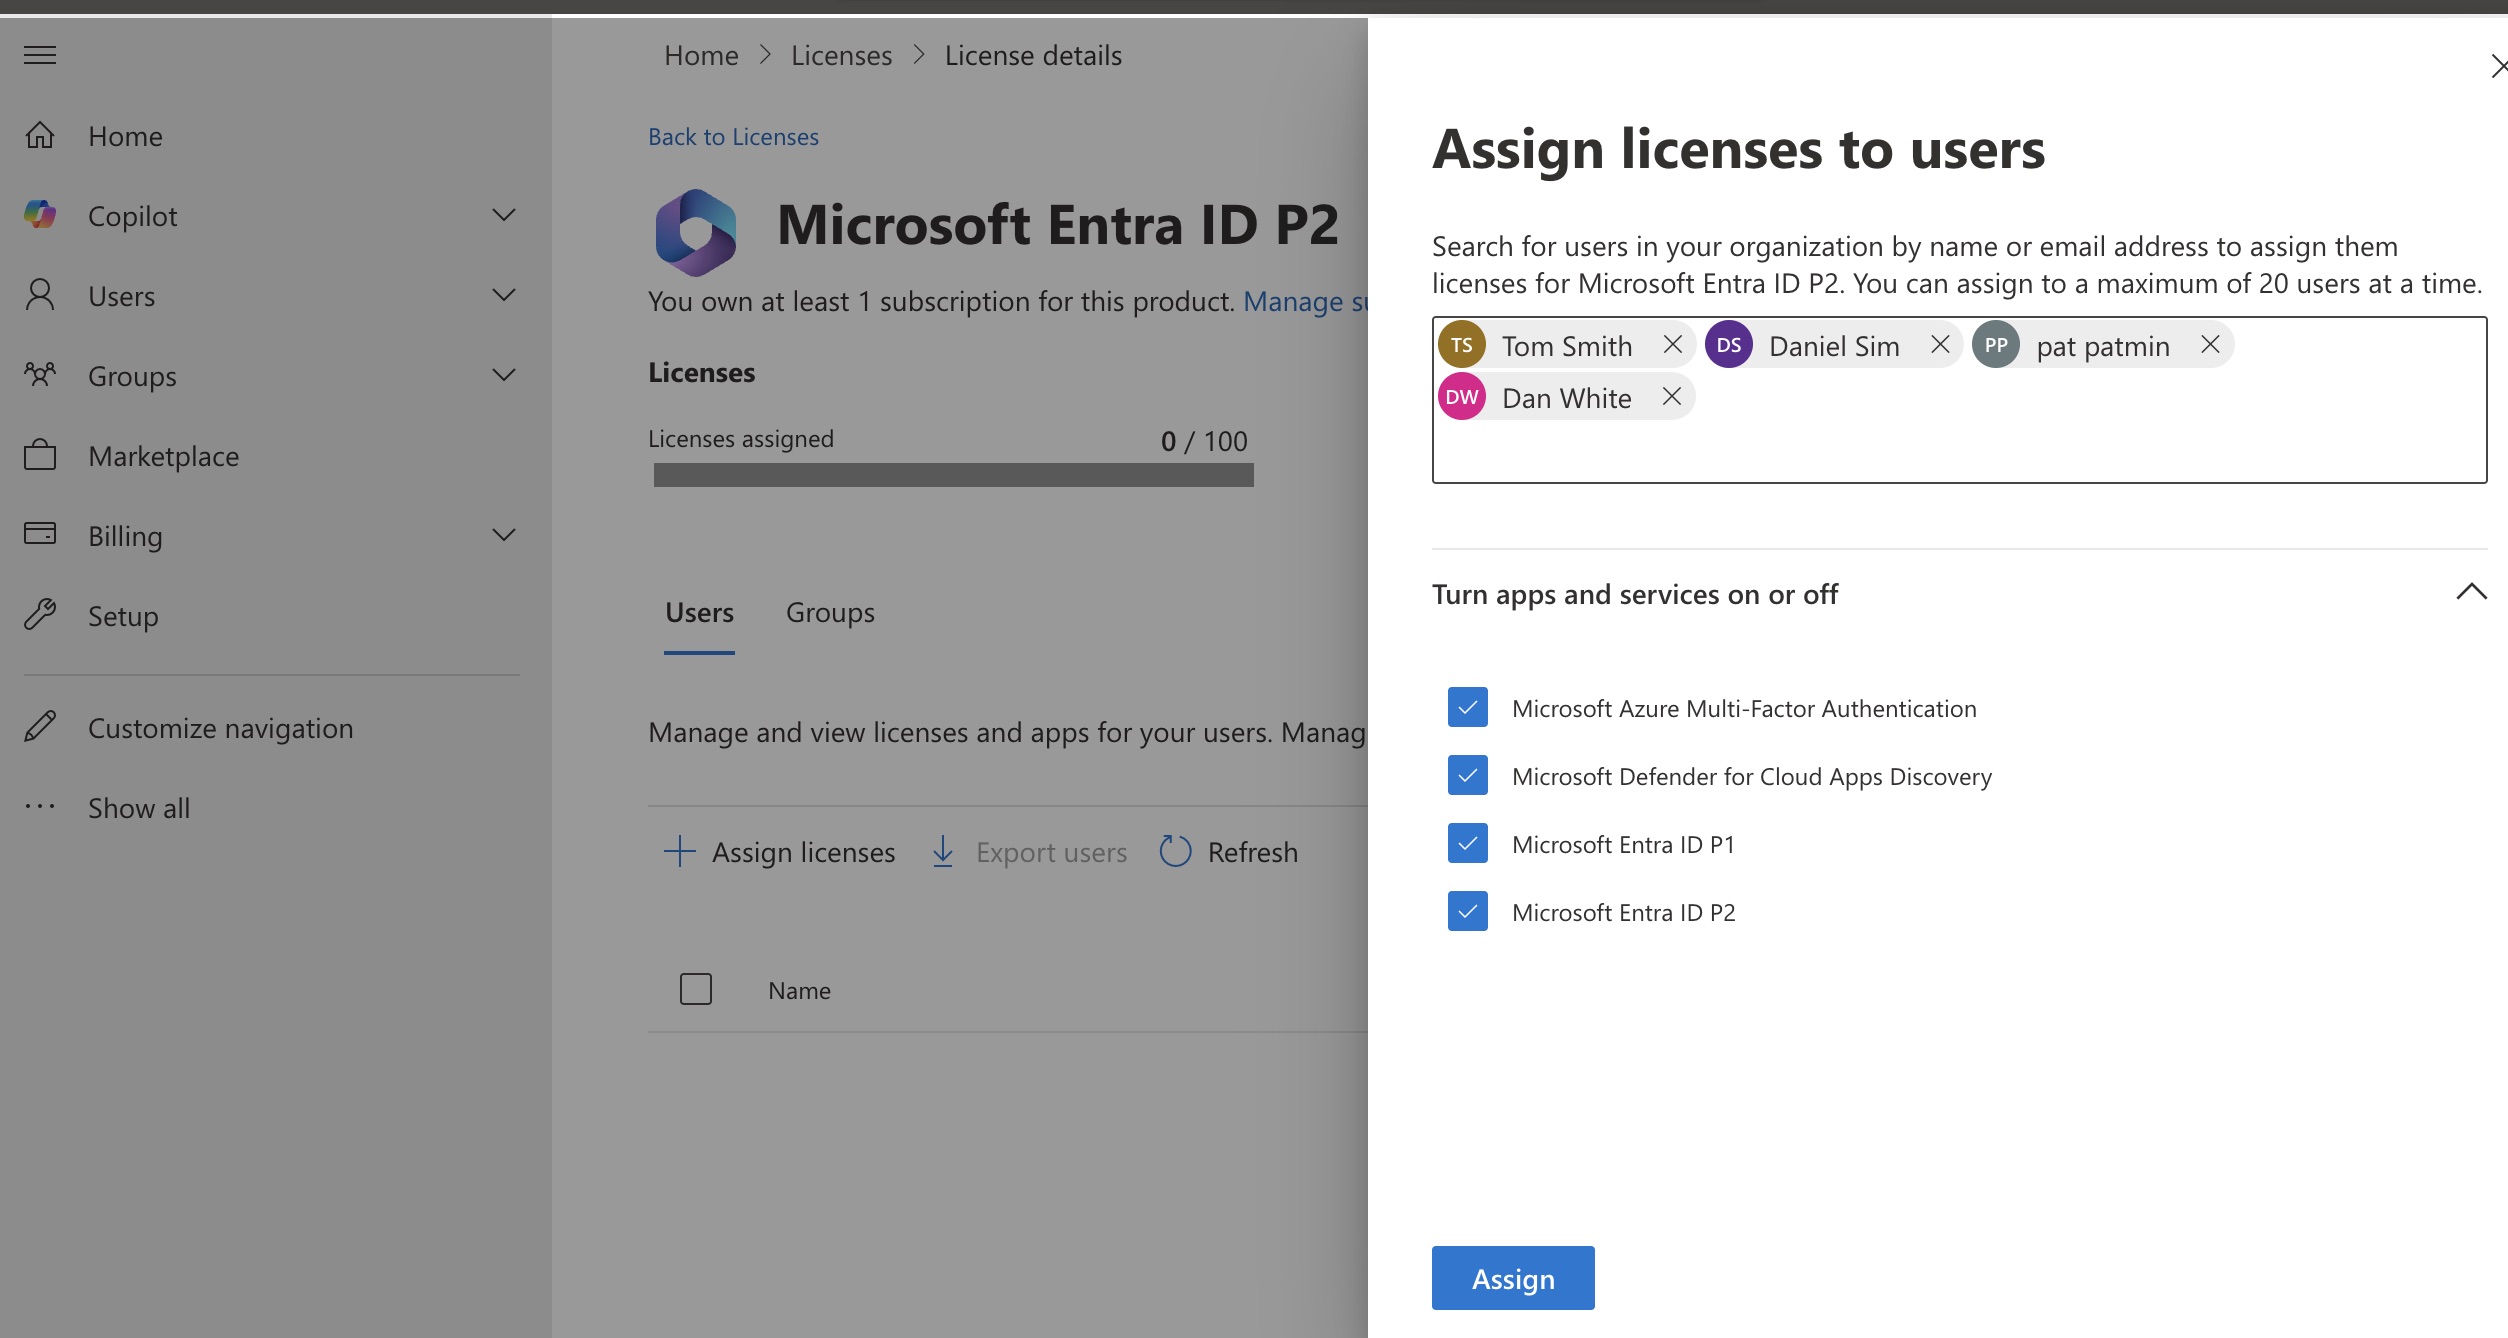 Home > Licenses > License details
Home
Copilot
Users
Groups
Marketplace
Billing
Setup
Customize navigation
Show all
Back to Licenses
Microsoft Entra ID P2
You own at least 1 subscription for this product. Manage
Licenses
Licenses assigned 0 / 100
Users Groups
Manage and view licenses and apps for your users. Manag
Assign licenses Export users Refresh
Name
Assign licenses to users
Search for users in your organization by name or email address to assign them
licenses for Microsoft Entra ID P2. You can assign to a maximum of 20 users at a time.
TS Tom Smith DS Daniel Sim PP pat patmin
DW Dan White
Turn apps and services on or off
Microsoft Azure Multi-Factor Authentication
Microsoft Defender for Cloud Apps Discovery
Microsoft Entra ID P1
Microsoft Entra ID P2
Assign